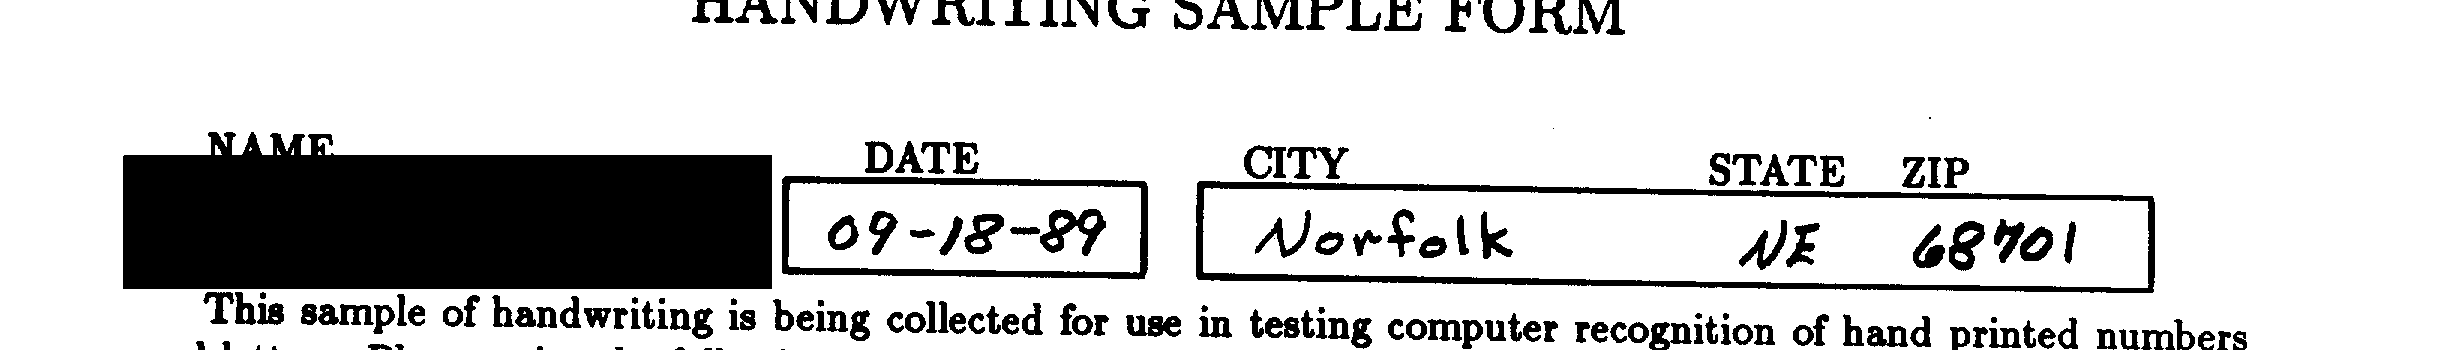 HANDWRITING SAMPLE FORM
NAME DATE CITY STATE ZIP
09-18-89 Norfolk NE 68701
This sample of handwriting is being collected for use in testing computer recognition of hand printed numbers